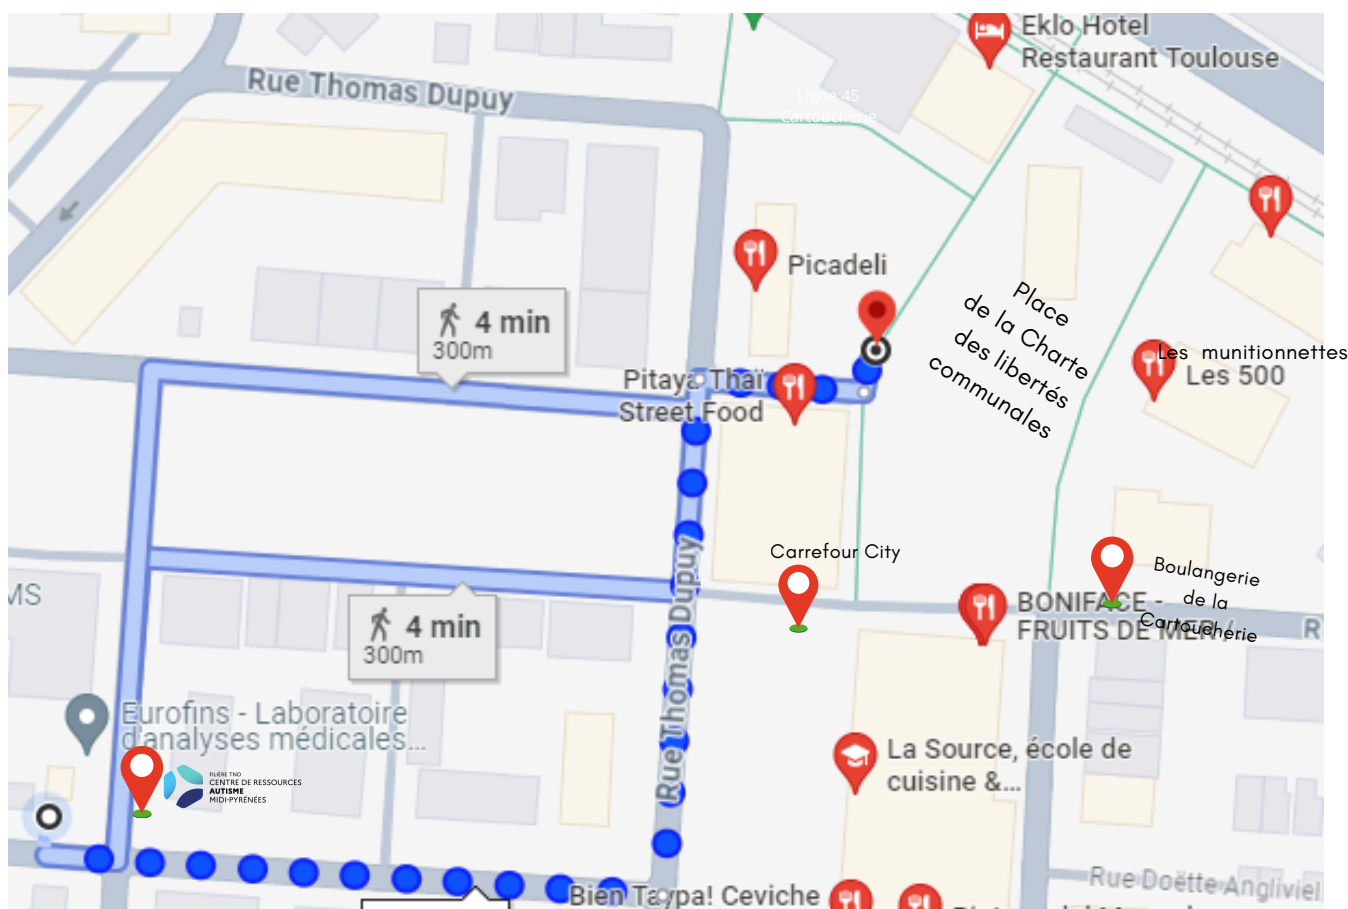 Eklo Hotel
Restaurant Toulouse
Rue Thomas Dupuy
Ligne 45
Cartoucherie
Picadeli
4 min
300m
Place
de la Charte
des libertés
communales
Les munitionnettes
Les 500
Pitaya Thaï
Street Food
Carrefour City
Boulangerie
de la
Cartoucherie
BONIFACE -
FRUITS DE MER /
R
MS
4 min
300m
Rue Thomas Dupuy
Eurofins - Laboratoire
d'analyses médicales...
FILIÈRE TND
CENTRE DE RESSOURCES
AUTISME
MIDI-PYRÉNÉES
La Source, école de
cuisine &...
Rue Doëtte Angliviel
Bien Taypa! Ceviche